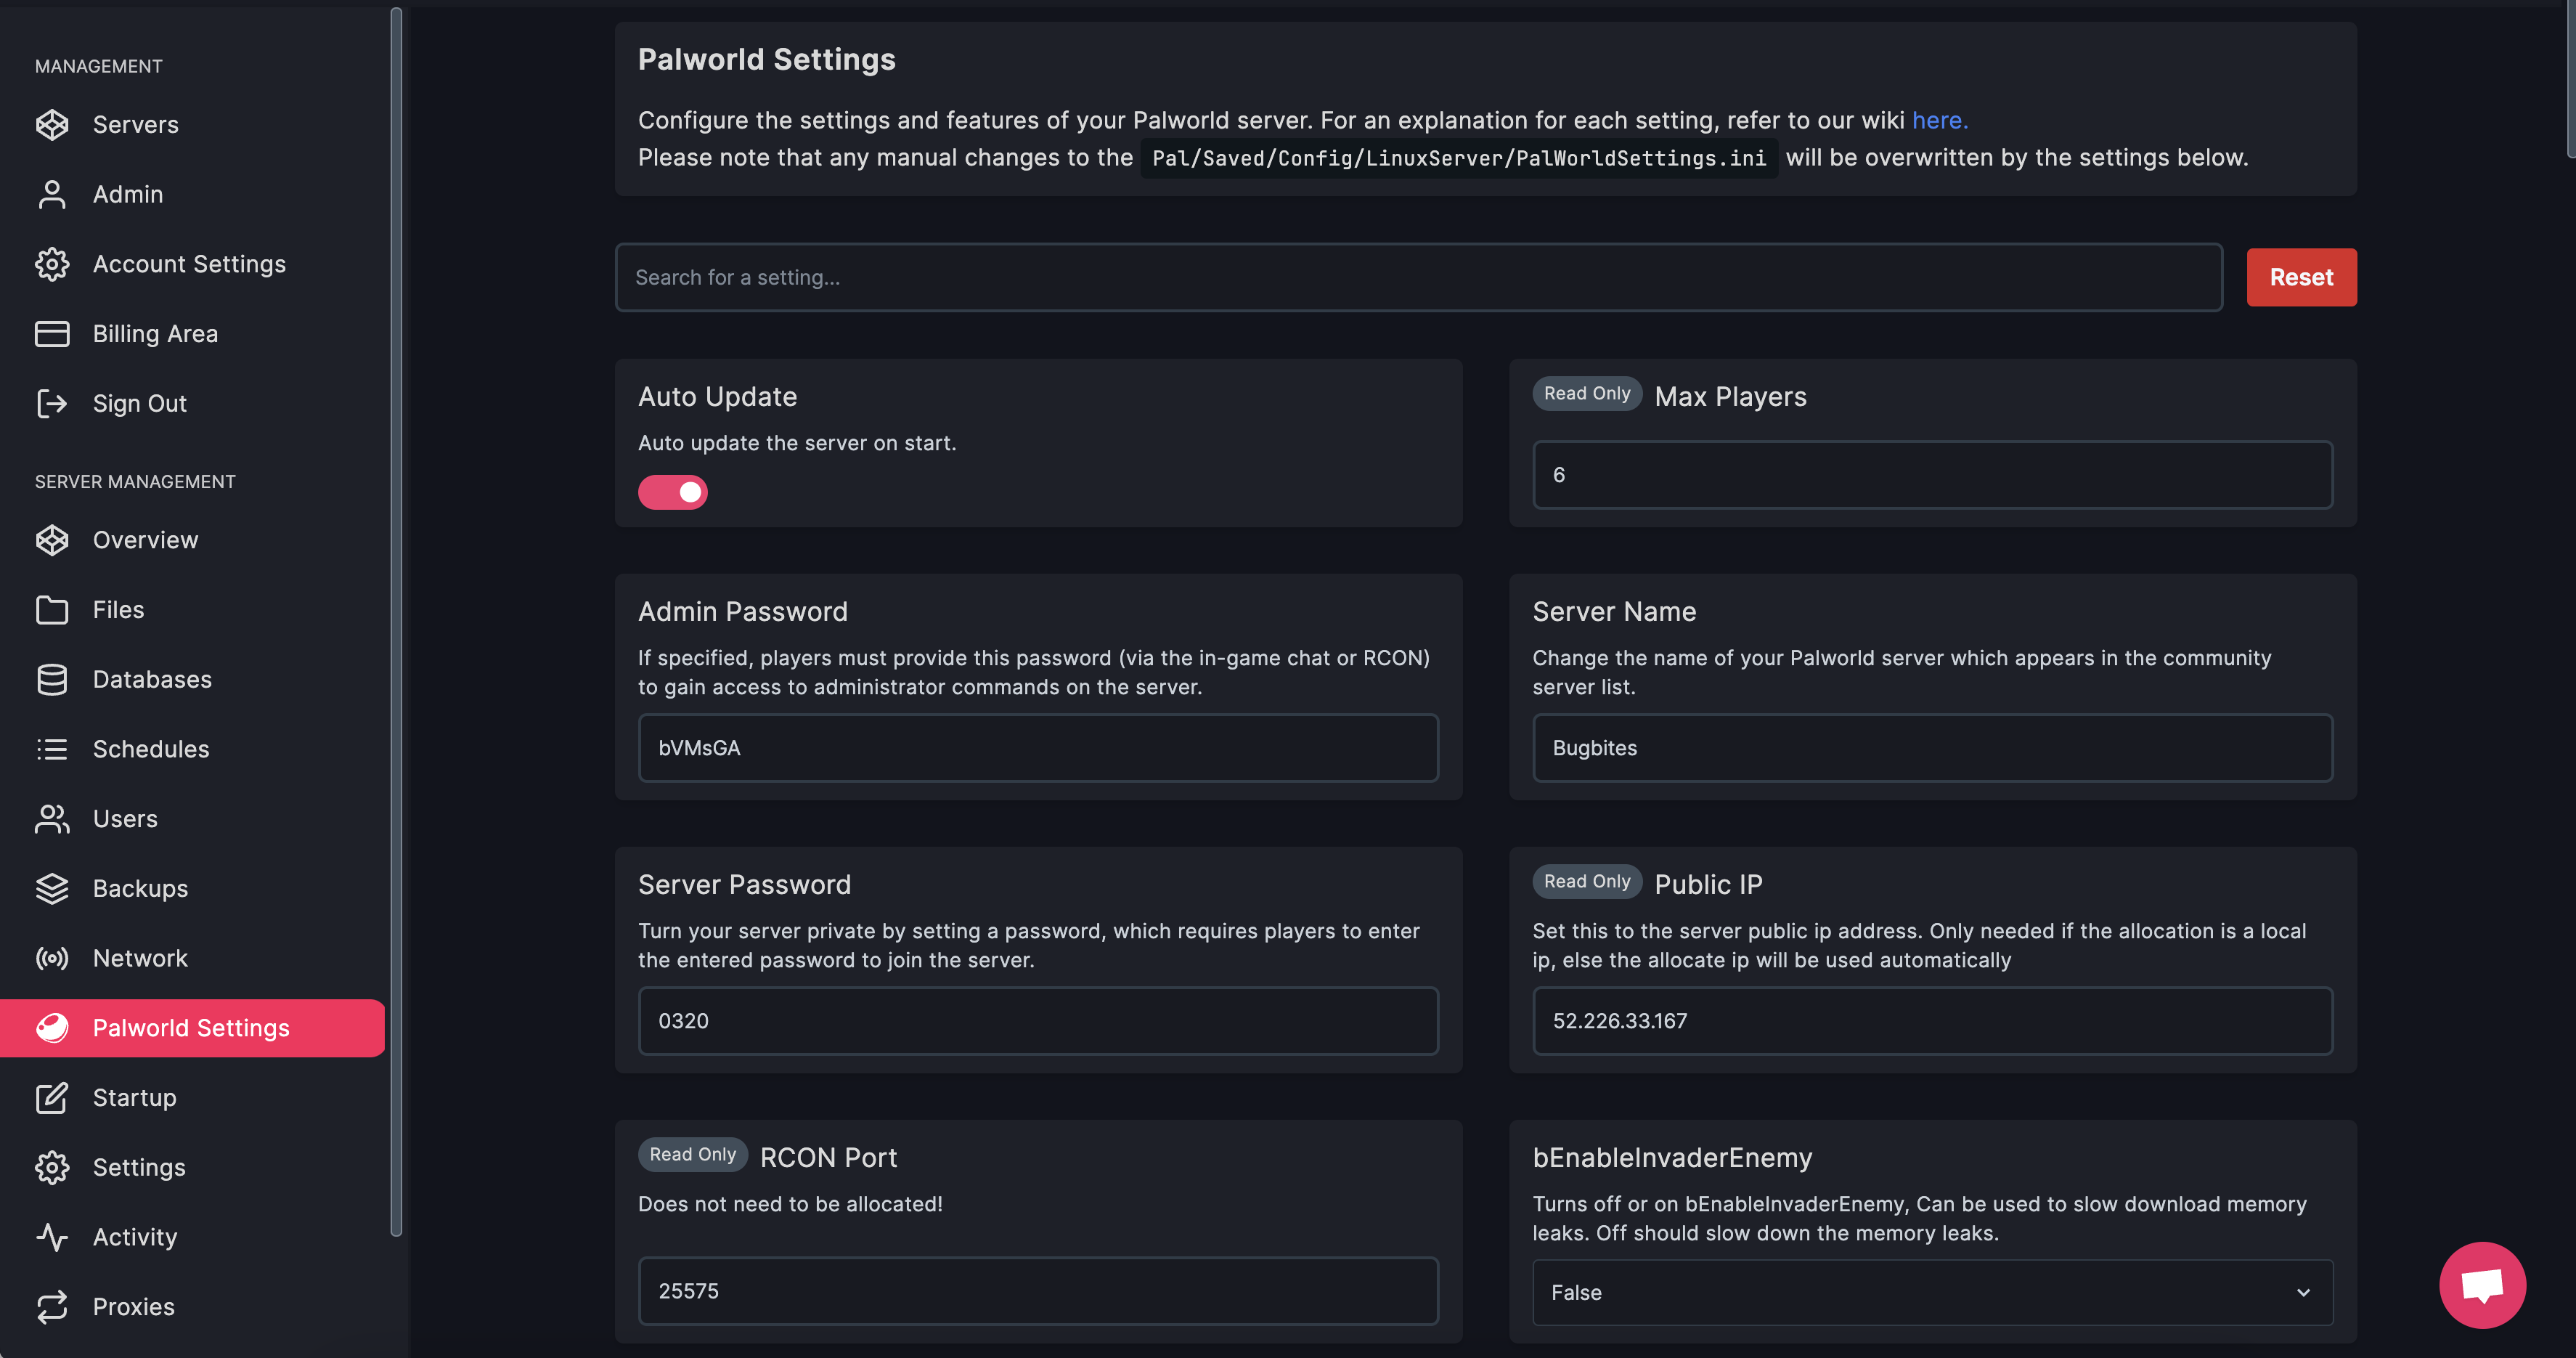 MANAGEMENT
Servers
Admin
Account Settings
Billing Area
Sign Out
SERVER MANAGEMENT
Overview
Files
Databases
Schedules
Users
Backups
Network
Palworld Settings
Startup
Settings
Activity
Proxies
Palworld Settings
Configure the settings and features of your Palworld server. For an explanation for each setting, refer to our wiki here.
Please note that any manual changes to the Pal/Saved/Config/LinuxServer/PalWorldSettings.ini will be overwritten by the settings below.
Search for a setting...
Reset
Auto Update
Auto update the server on start.
Read Only Max Players
6
Admin Password
If specified, players must provide this password (via the in-game chat or RCON)
to gain access to administrator commands on the server.
bVMsGA
Server Name
Change the name of your Palworld server which appears in the community
server list.
Bugbites
Server Password
Turn your server private by setting a password, which requires players to enter
the entered password to join the server.
0320
Read Only Public IP
Set this to the server public ip address. Only needed if the allocation is a local
ip, else the allocate ip will be used automatically
52.226.33.167
Read Only RCON Port
Does not need to be allocated!
25575
bEnableInvaderEnemy
Turns off or on bEnableInvaderEnemy, Can be used to slow download memory
leaks. Off should slow down the memory leaks.
False